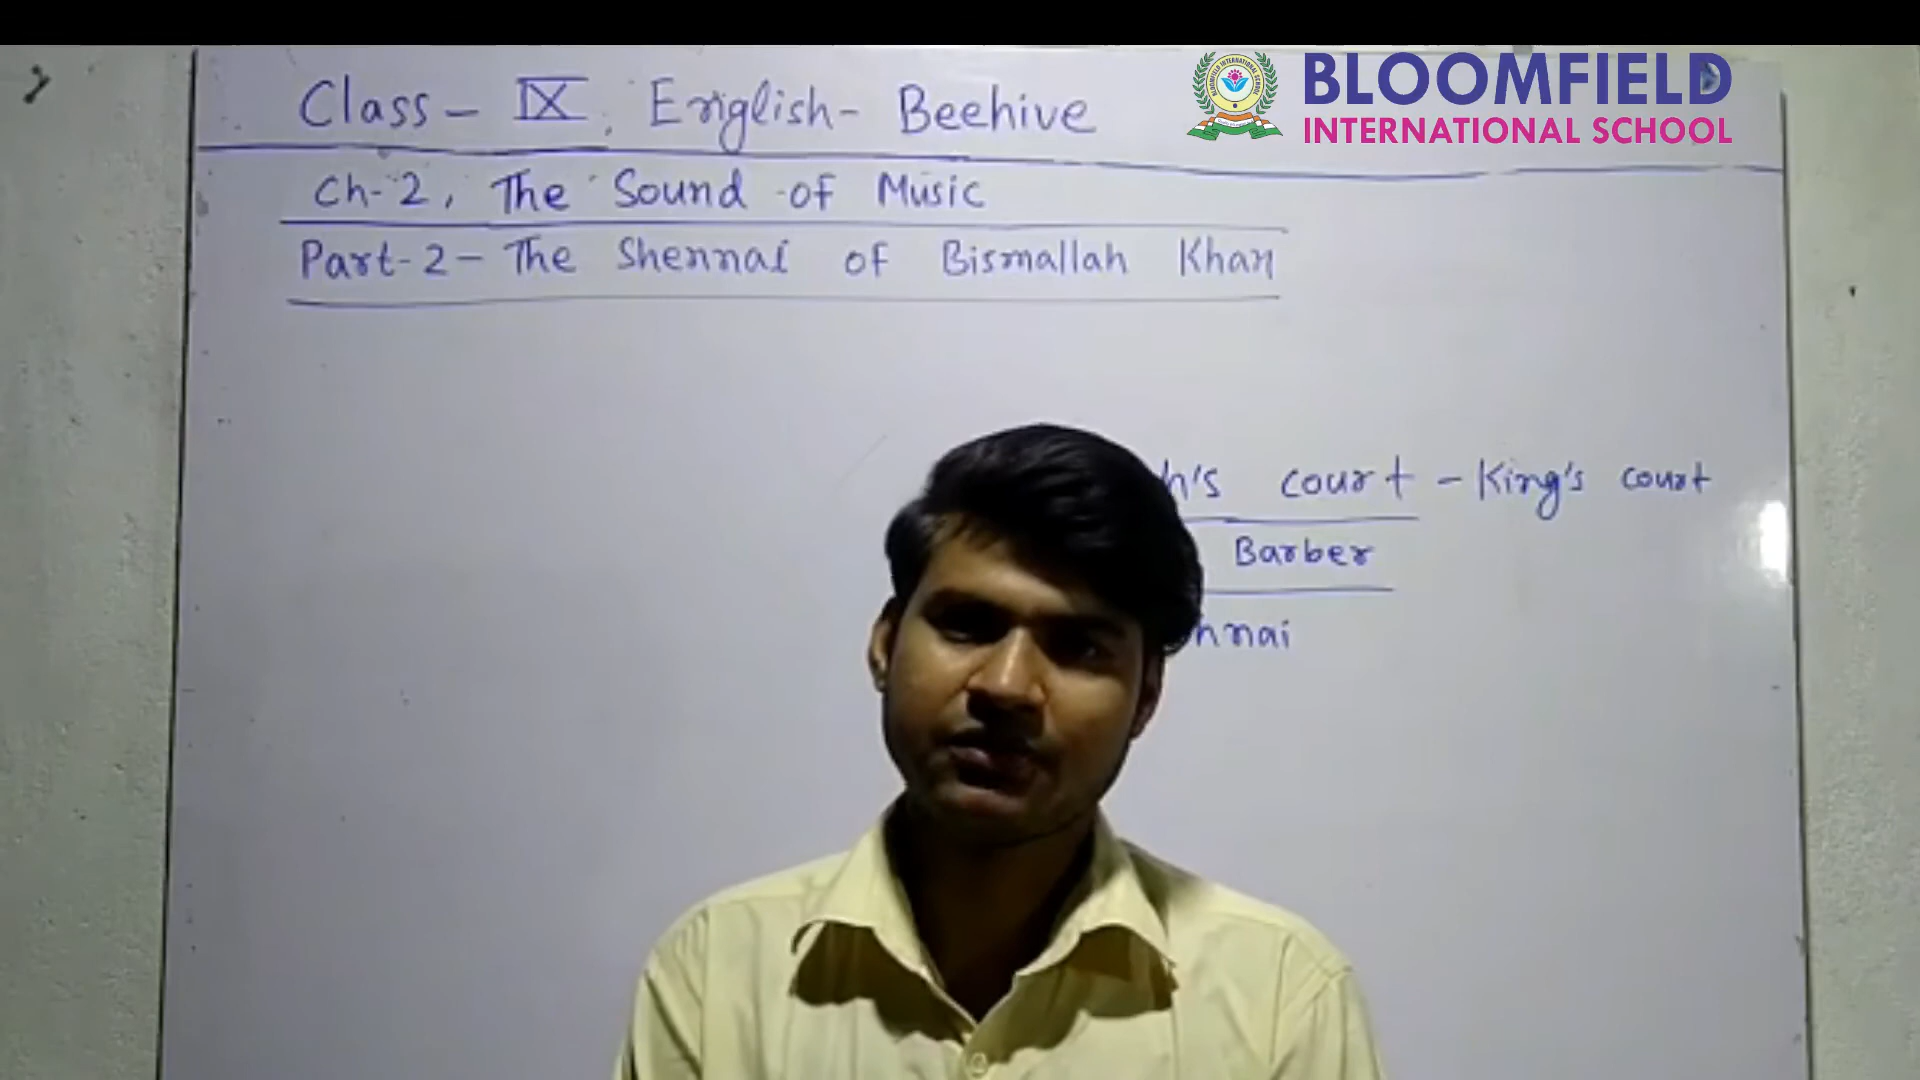 BLOOMFIELD
INTERNATIONAL SCHOOL
Class - IX, English - Beehive
Ch-2, The Sound of Music
Part-2 - The Shennai of Bismallah Khan
court - King's court
Barber